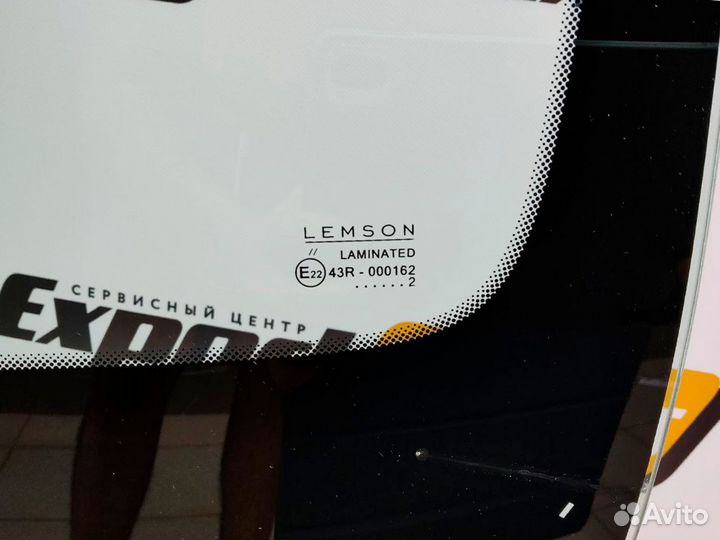 LEMSON
//
LAMINATED
E22 43R - 000162
......2
СЕРВИСНЫЙ ЦЕНТР
Avito